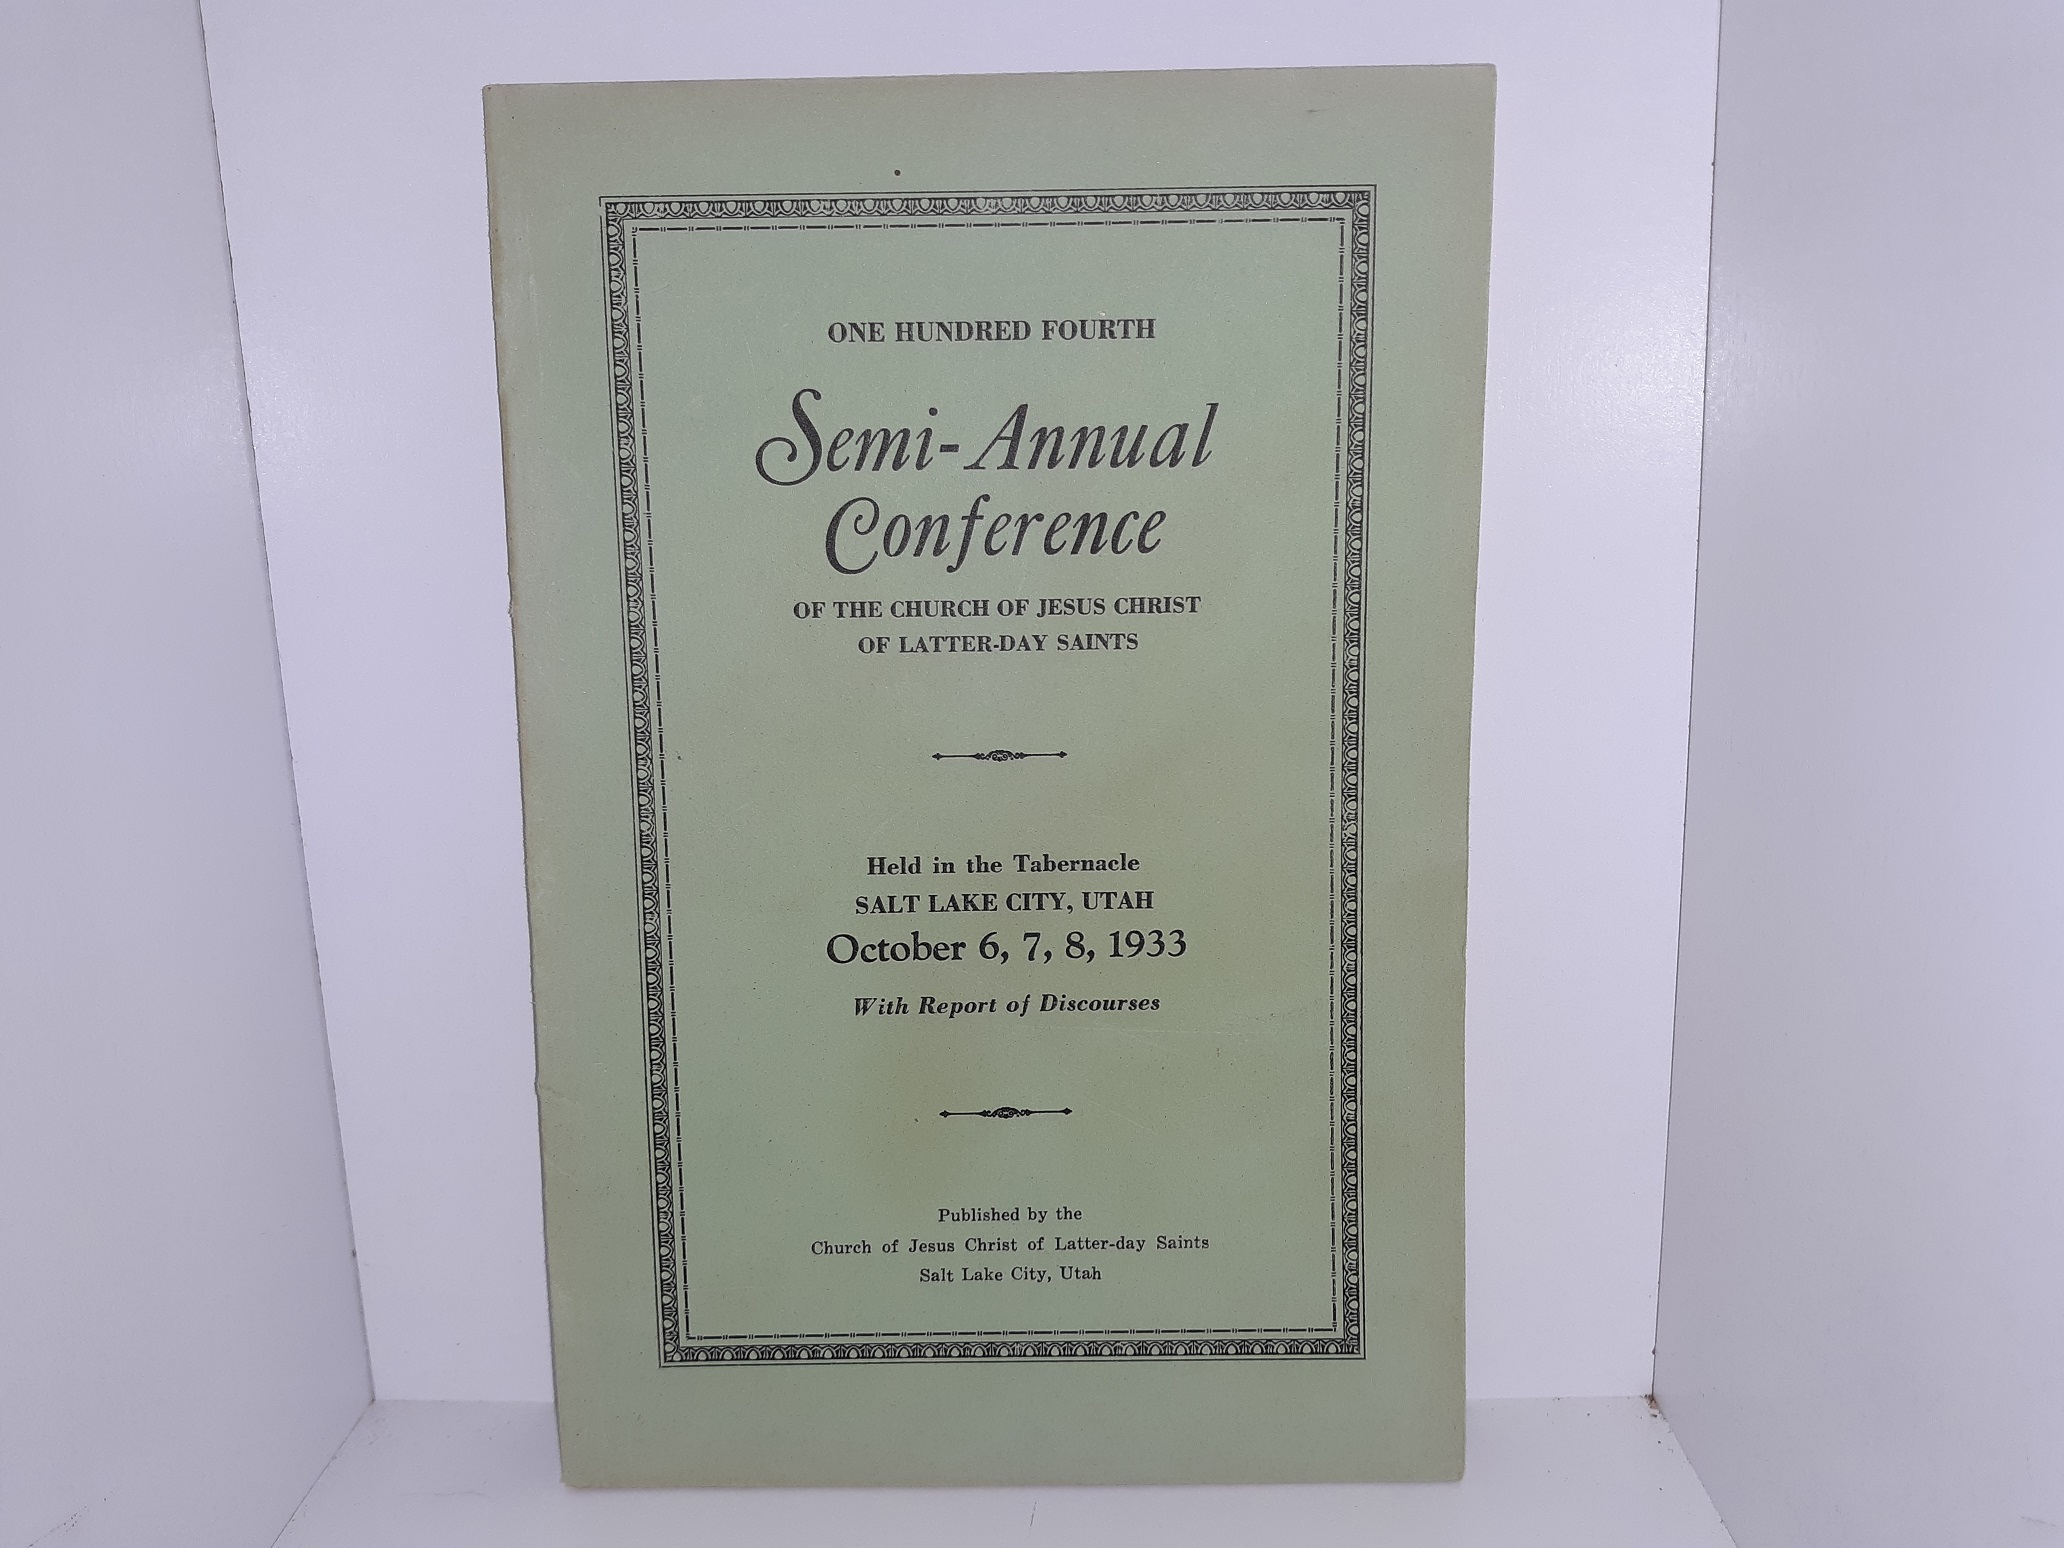 ONE HUNDRED FOURTH
Semi-Annual
Conference
OF THE CHURCH OF JESUS CHRIST
OF LATTER-DAY SAINTS
Held in the Tabernacle
SALT LAKE CITY, UTAH
October 6, 7, 8, 1933
With Report of Discourses
Published by the
Church of Jesus Christ of Latter-day Saints
Salt Lake City, Utah